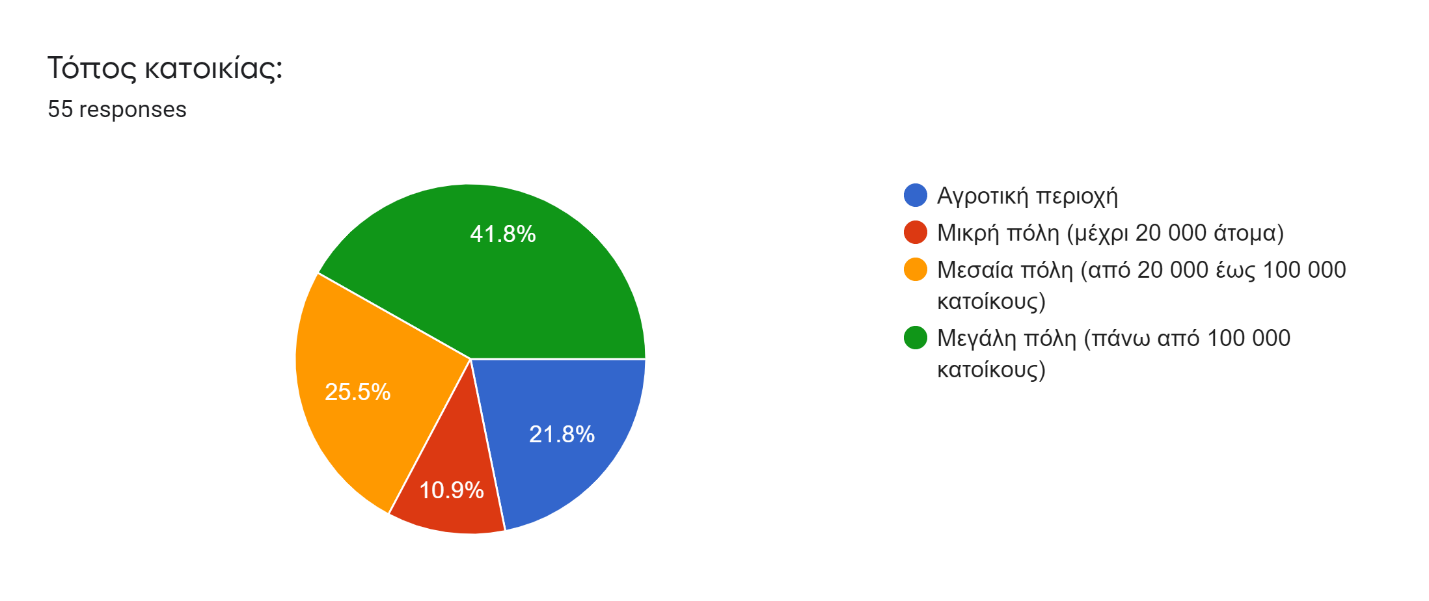 Τόπος κατοικίας:
55 responses
41.8%
25.5%
21.8%
10.9%
Αγροτική περιοχή
Μικρή πόλη (μέχρι 20 000 άτομα)
Μεσαία πόλη (από 20 000 έως 100 000
κατοίκους)
Μεγάλη πόλη (πάνω από 100 000
κατοίκους)